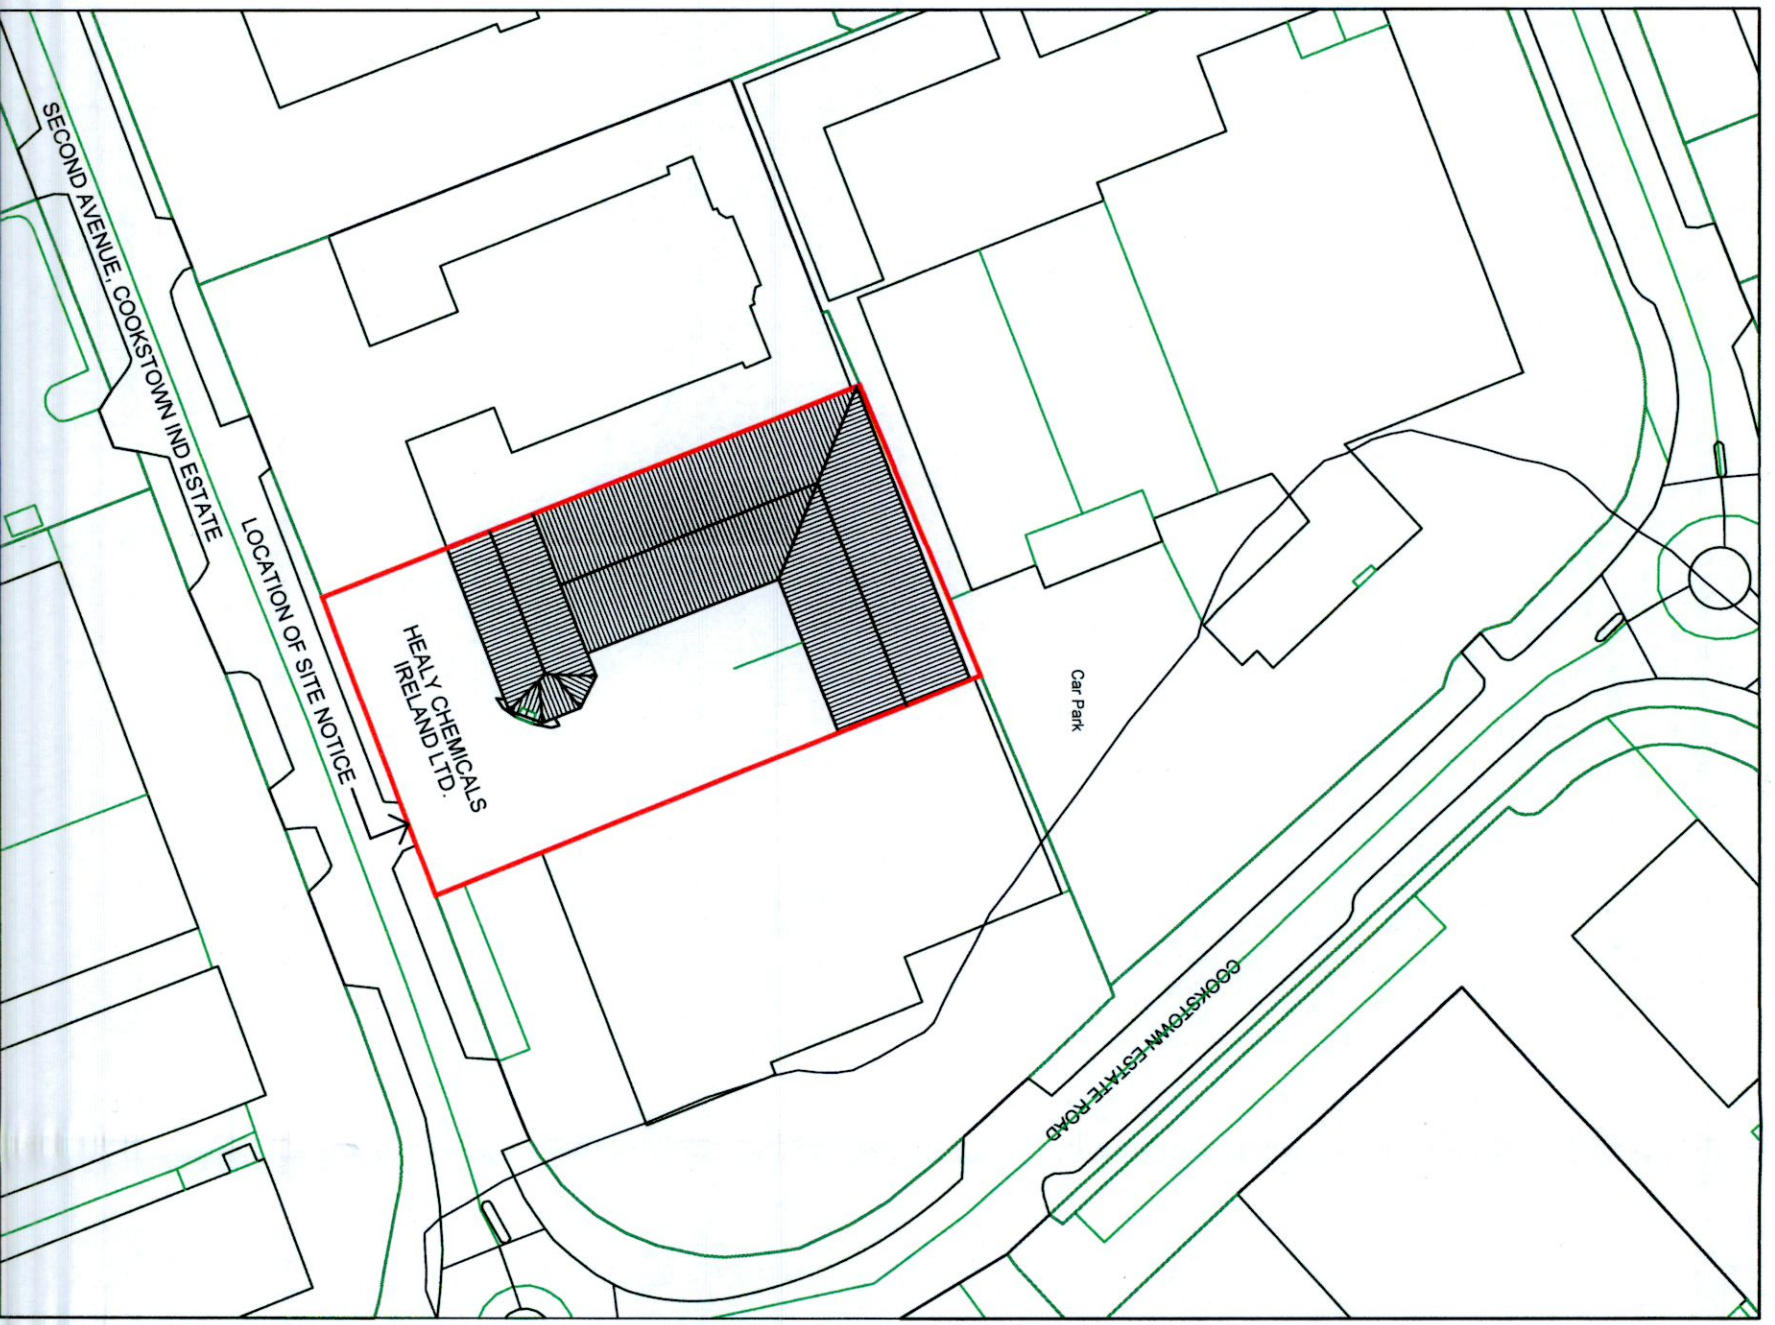 SECOND AVENUE, COOKSTOWN IND ESTATE
LOCATION OF SITE NOTICE
HEALY CHEMICALS
IRELAND LTD.
Car Park
COOKSTOWN ESTATE ROAD